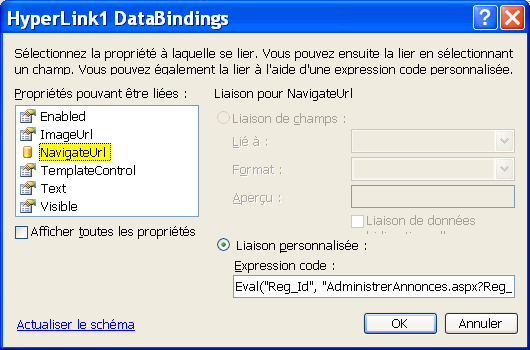 HyperLink1 DataBindings
Sélectionnez la propriété à laquelle se lier. Vous pouvez ensuite la lier en sélectionnant
un champ. Vous pouvez également la lier à l'aide d'une expression code personnalisée.
Propriétés pouvant être liées :
Enabled
ImageUrl
NavigateUrl
TemplateControl
Text
Visible
Afficher toutes les propriétés
Liaison pour NavigateUrl
Liaison de champs :
Lié à :
Format :
Aperçu :
Liaison de données
Liaison personnalisée :
Expression code :
Eval("Reg_Id", "AdministrerAnnonces.aspx?Reg_
Actualiser le schéma
OK
Annuler